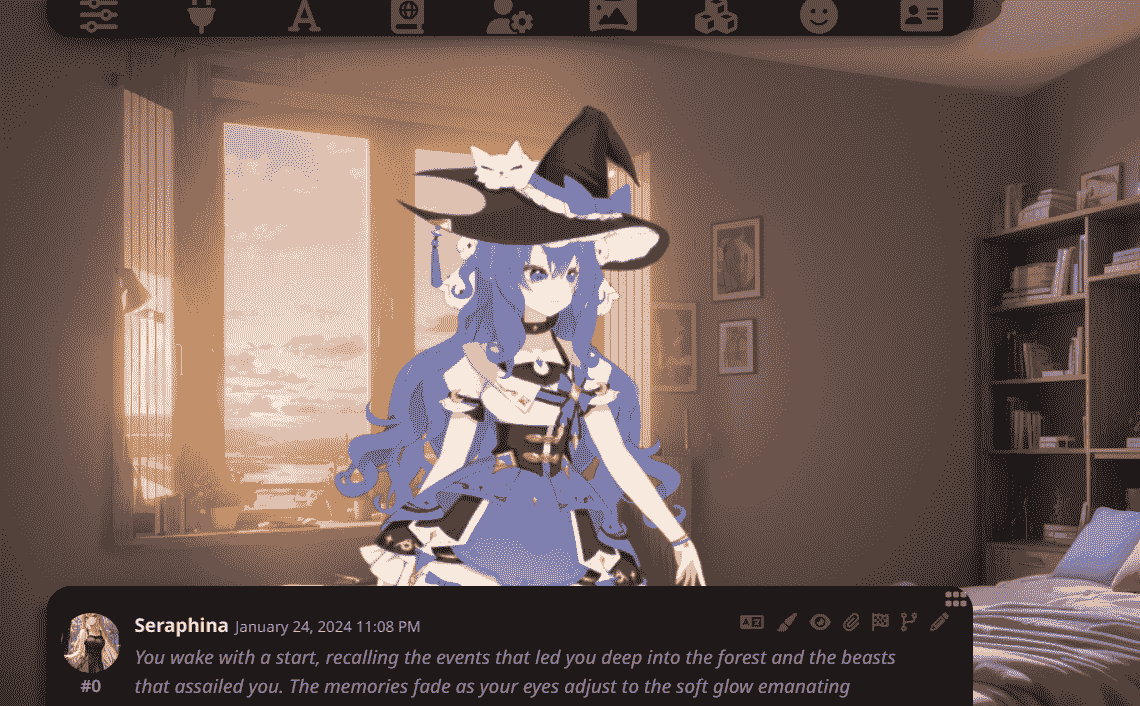 A
Seraphina January 24, 2024 11:08 PM
You wake with a start, recalling the events that led you deep into the forest and the beasts
#0
that assailed you. The memories fade as your eyes adjust to the soft glow emanating